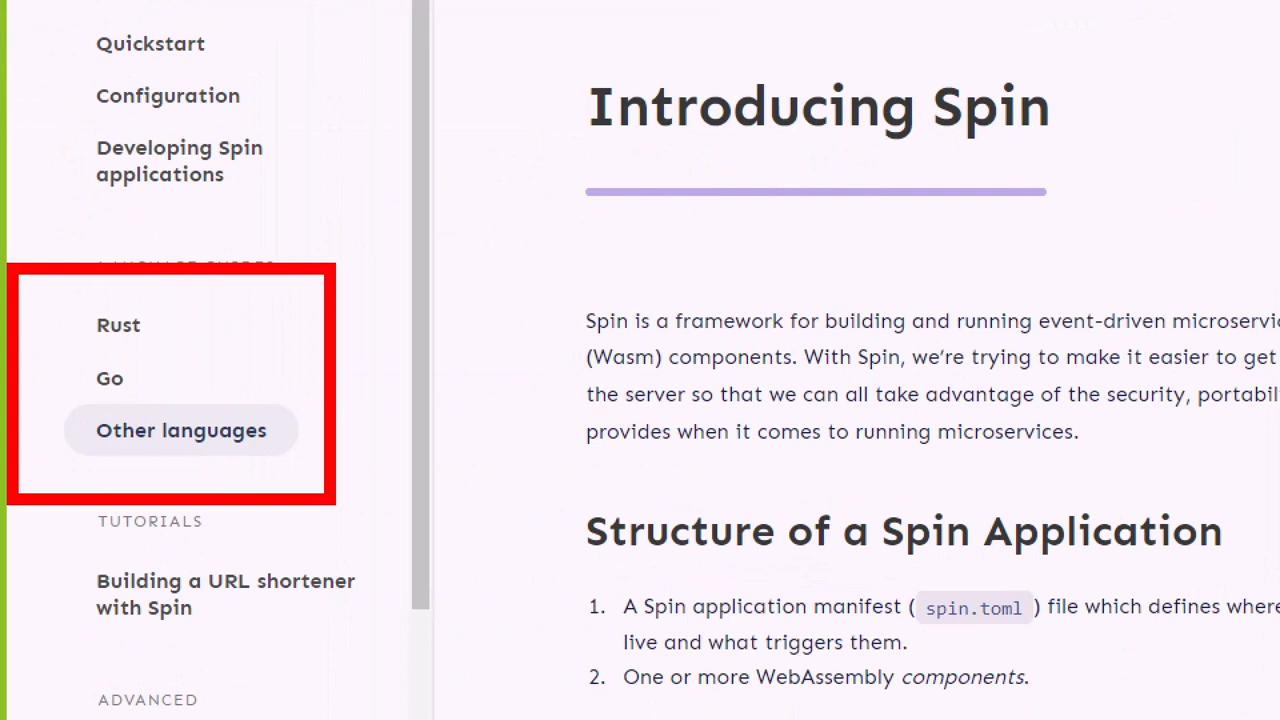 Quickstart
Configuration
Developing Spin
applications
Rust
Go
Other languages
TUTORIALS
Building a URL shortener
with Spin
ADVANCED
Introducing Spin
Spin is a framework for building and running event-driven
(Wasm) components. With Spin, we're trying to make it easier to get
the server so that we can all take advantage of the security,
provides when it comes to running microservices.
Structure of a Spin Application
1. A Spin application manifest (spin.toml) file which defines where
live and what triggers them.
2. One or more WebAssembly components.